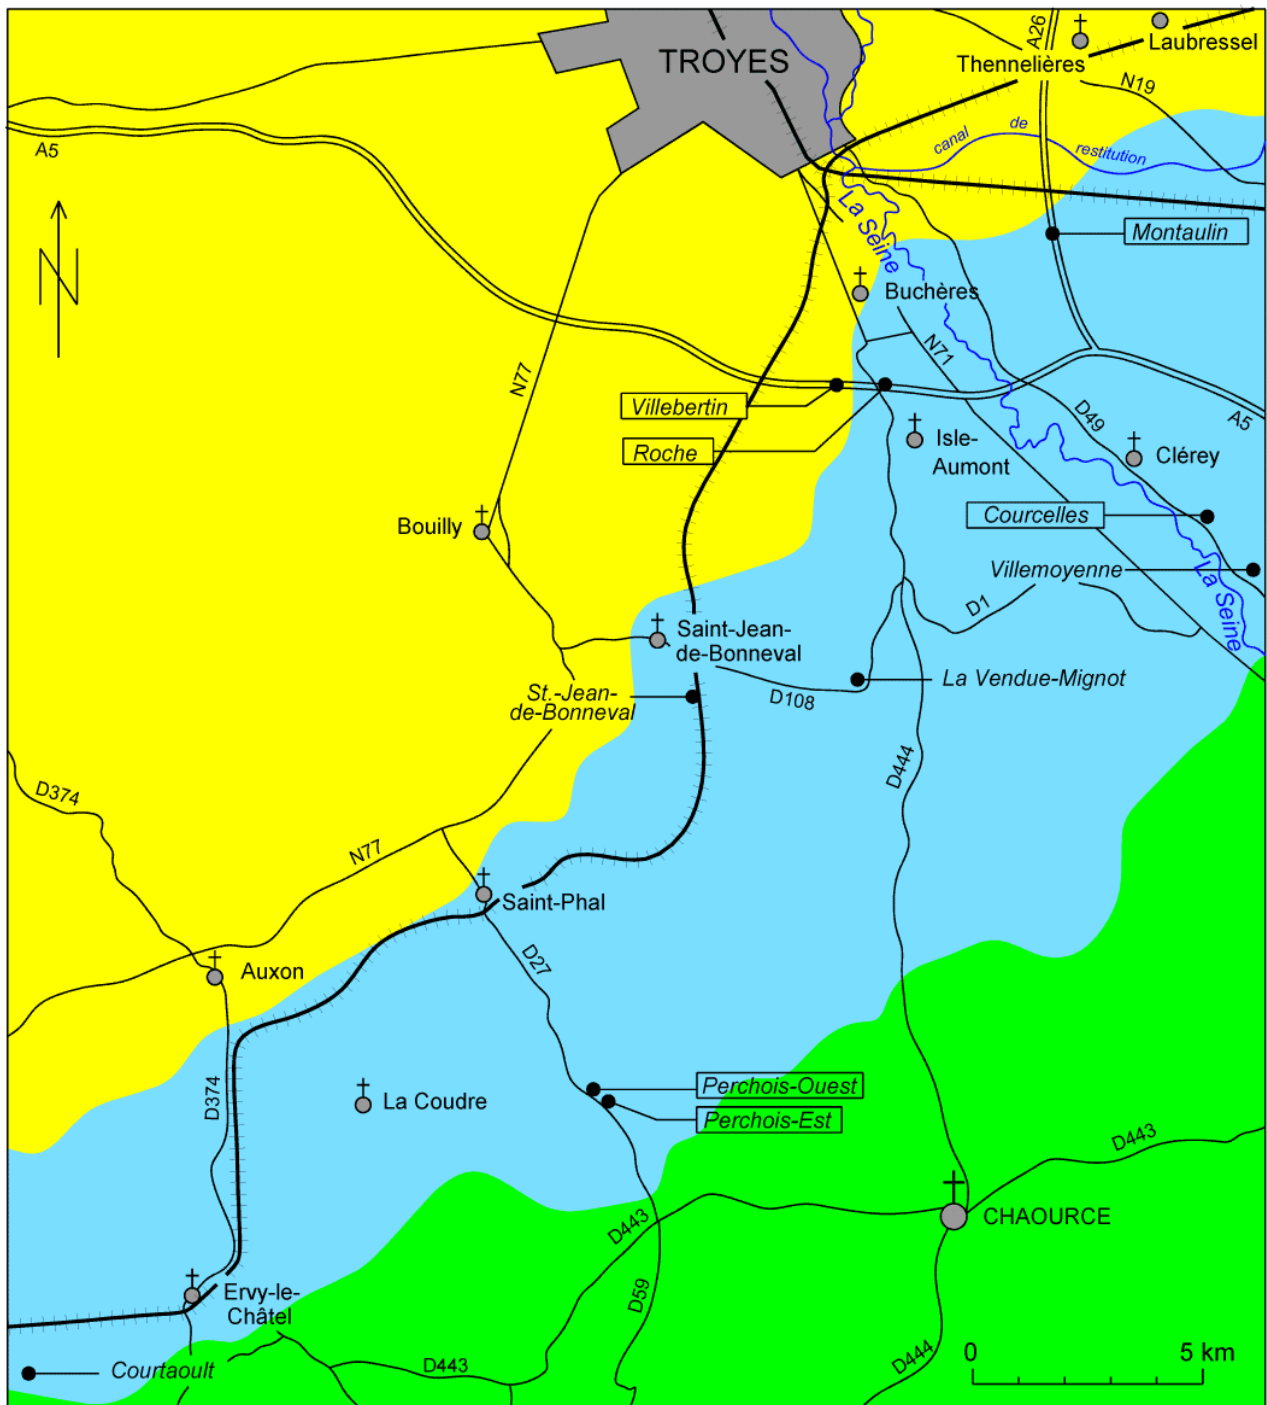 TROYES
A26
Laubressel
Thennelières
N19
canal de restitution
A5
La Seine
Montaulin
N
Buchères
N71
N77
Villebertin
Roche
D49
A5
Isle-
Aumont
Clérey
Bouilly
Courcelles
Villemoyenne
La Seine
D1
Saint-Jean-
de-Bonneval
La Vendue-Mignot
St.-Jean-
de-Bonneval
D108
D444
D374
N77
Saint-Phal
D27
Auxon
D374
La Coudre
Perchois-Ouest
Perchois-Est
D443
CHAOURCE
D443
D59
Ervy-le-
Châtel
Courtaoult
D443
D444
0 5 km